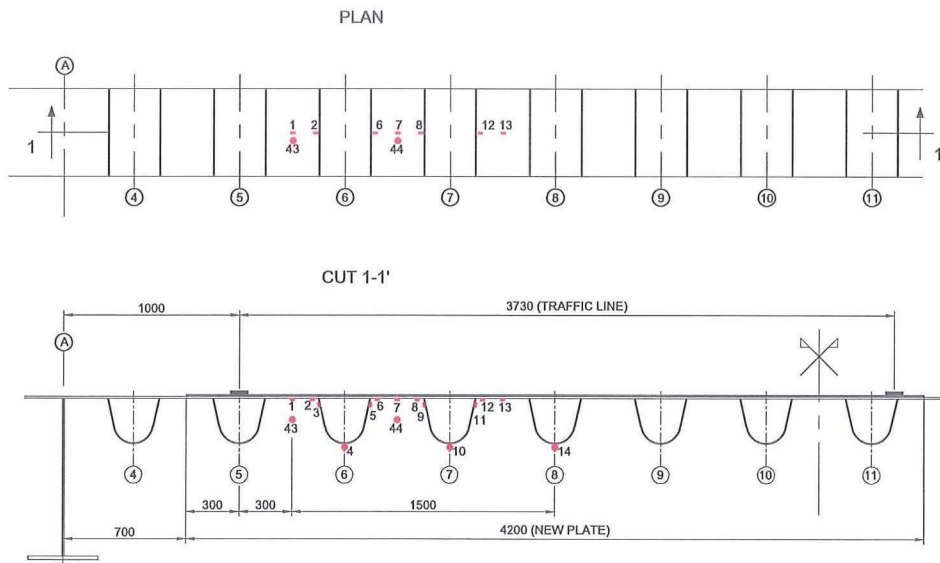 PLAN
A
1 2 6 7 8 12 13
43 44
1 1
4 5 6 7 8 9 10 11
CUT 1-1'
1000 3730 (TRAFFIC LINE)
A
1 2 6 7 8 12 13
3 5 9 11
43 44
4 10 14
4 5 6 7 8 9 10 11
300 300 1500
700 4200 (NEW PLATE)